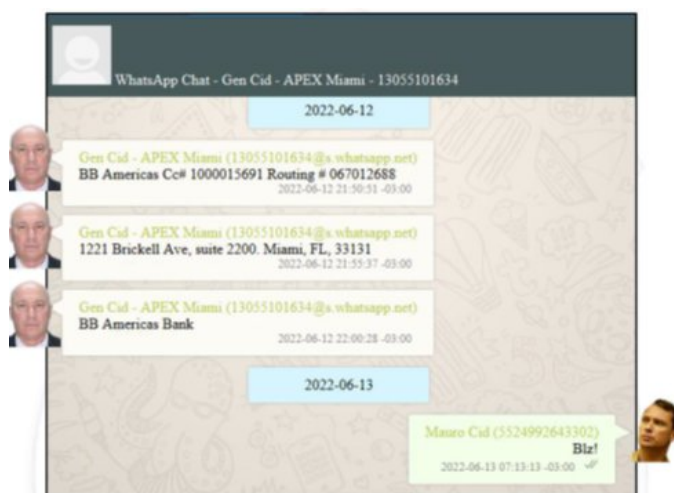 WhatsApp Chat - Gen Cid - APEX Miami - 13055101634
2022-06-12
Gen Cid - APEX Miami (13055101634@s.whatsapp.net)
BB Americas Cc# 1000015691 Routing # 067012688
2022-06-12 21:50:51 -03:00
Gen Cid - APEX Miami (13055101634@s.whatsapp.net)
1221 Brickell Ave, suite 2200. Miami, FL, 33131
2022-06-12 21:55:37 -03:00
Gen Cid - APEX Miami (13055101634@s.whatsapp.net)
BB Americas Bank
2022-06-12 22:00:28 -03:00
2022-06-13
Mauro Cid (5524992643302)
Blz!
2022-06-13 07:13:13 -03:00